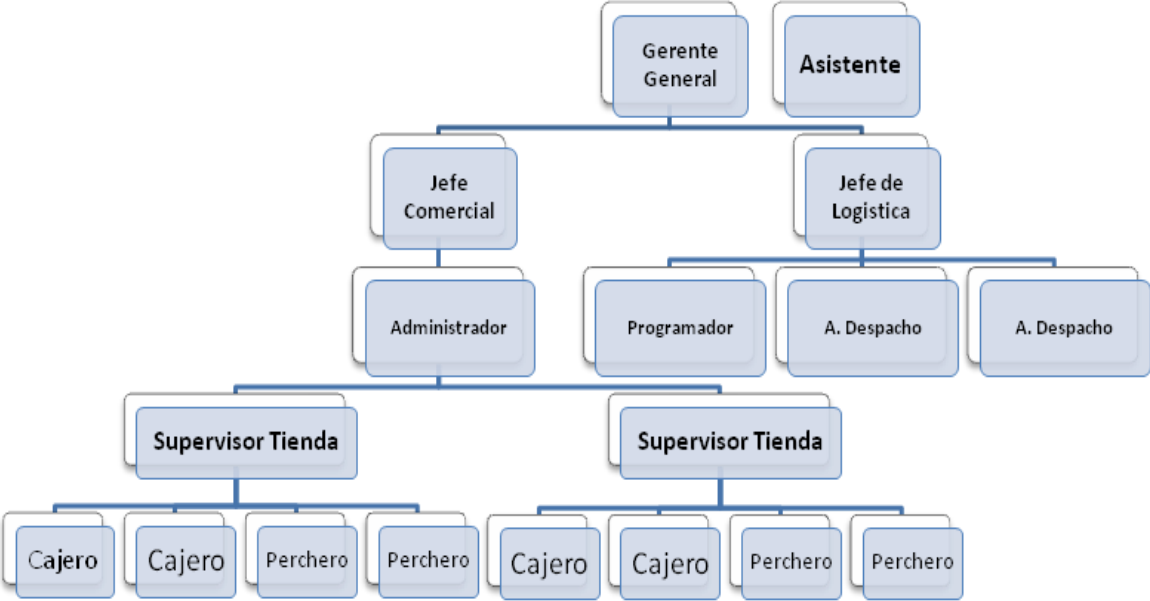 Gerente
General
Asistente
Jefe
Comercial
Jefe de
Logistica
Administrador
Programador
A. Despacho
A. Despacho
Supervisor Tienda
Supervisor Tienda
Cajero
Cajero
Perchero
Perchero
Cajero
Cajero
Perchero
Perchero